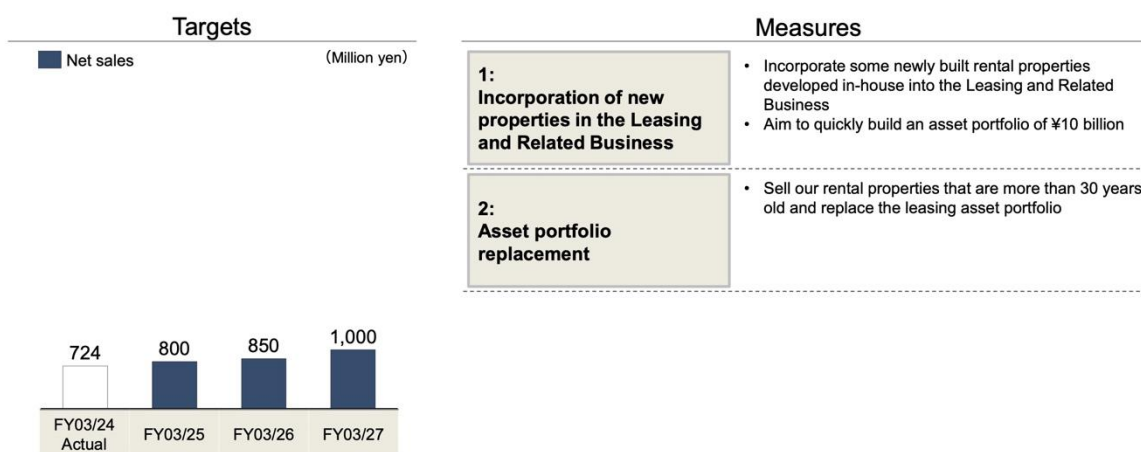 Targets
Net sales
(Million yen)
724
800
850
1,000
FY03/24
Actual
FY03/25
FY03/26
FY03/27
Measures
1:
Incorporation of new
properties in the Leasing
and Related Business
• Incorporate some newly built rental properties
developed in-house into the Leasing and Related
Business
• Aim to quickly build an asset portfolio of ¥10 billion
2:
Asset portfolio
replacement
• Sell our rental properties that are more than 30 years
old and replace the leasing asset portfolio